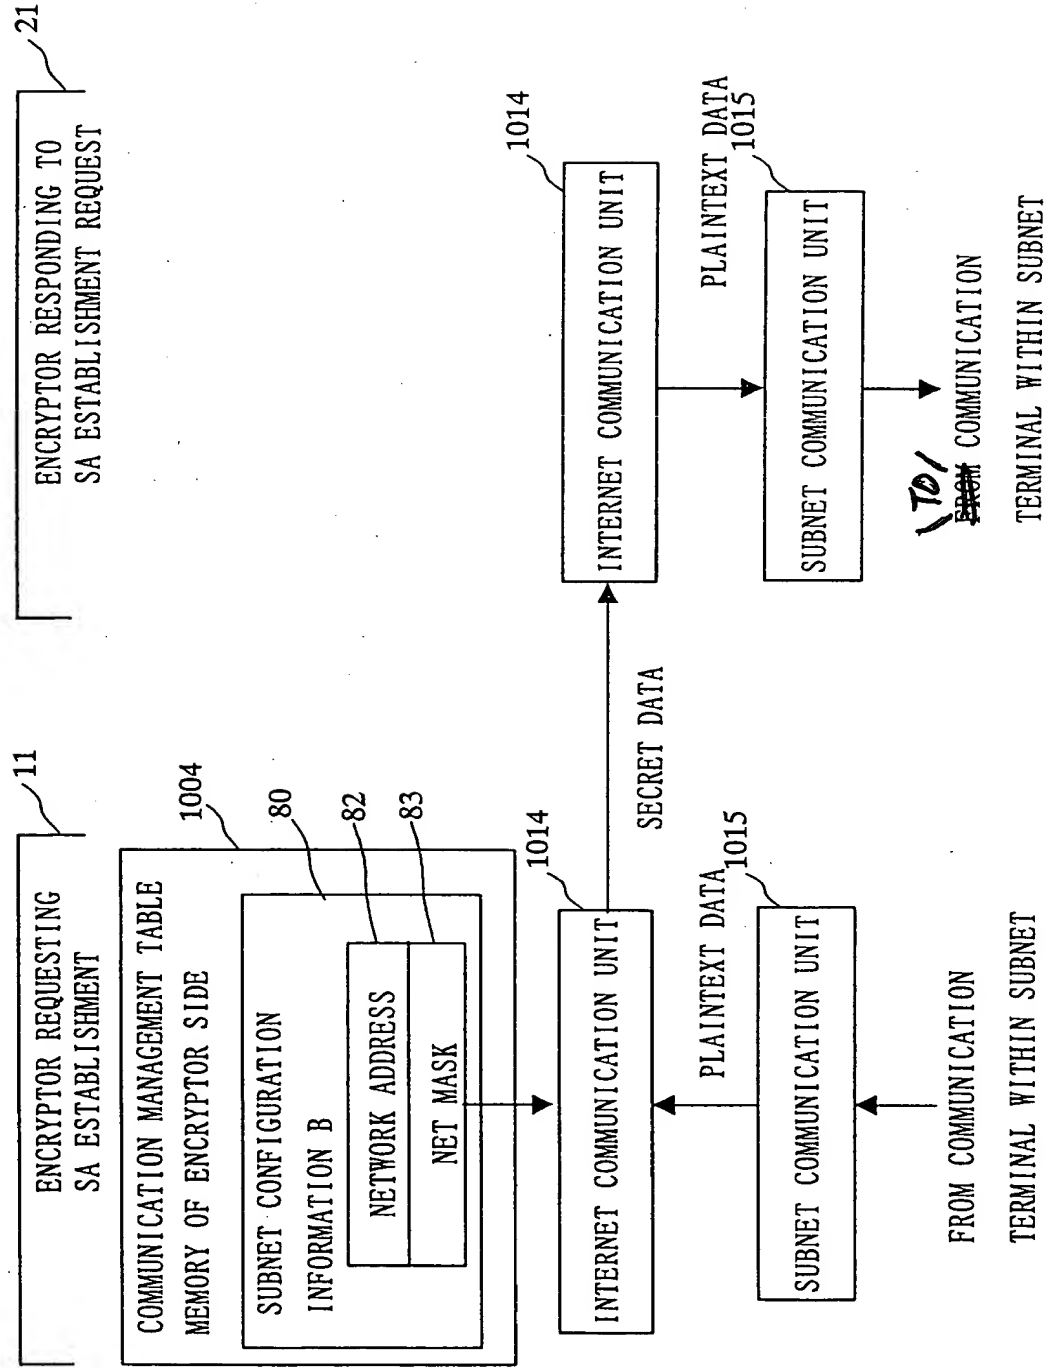 ENCRYPTOR REQUESTING
SA ESTABLISHMENT
11
COMMUNICATION MANAGEMENT TABLE
MEMORY OF ENCRYPTOR SIDE
1004
SUBNET CONFIGURATION
INFORMATION B
80
NETWORK ADDRESS
82
NET MASK
83
INTERNET COMMUNICATION UNIT
1014
PLAINTEXT DATA
SUBNET COMMUNICATION UNIT
1015
FROM COMMUNICATION
TERMINAL WITHIN SUBNET
SECRET DATA
ENCRYPTOR RESPONDING TO
SA ESTABLISHMENT REQUEST
21
INTERNET COMMUNICATION UNIT
1014
PLAINTEXT DATA
SUBNET COMMUNICATION UNIT
1015
\TO/
FROM COMMUNICATION
TERMINAL WITHIN SUBNET